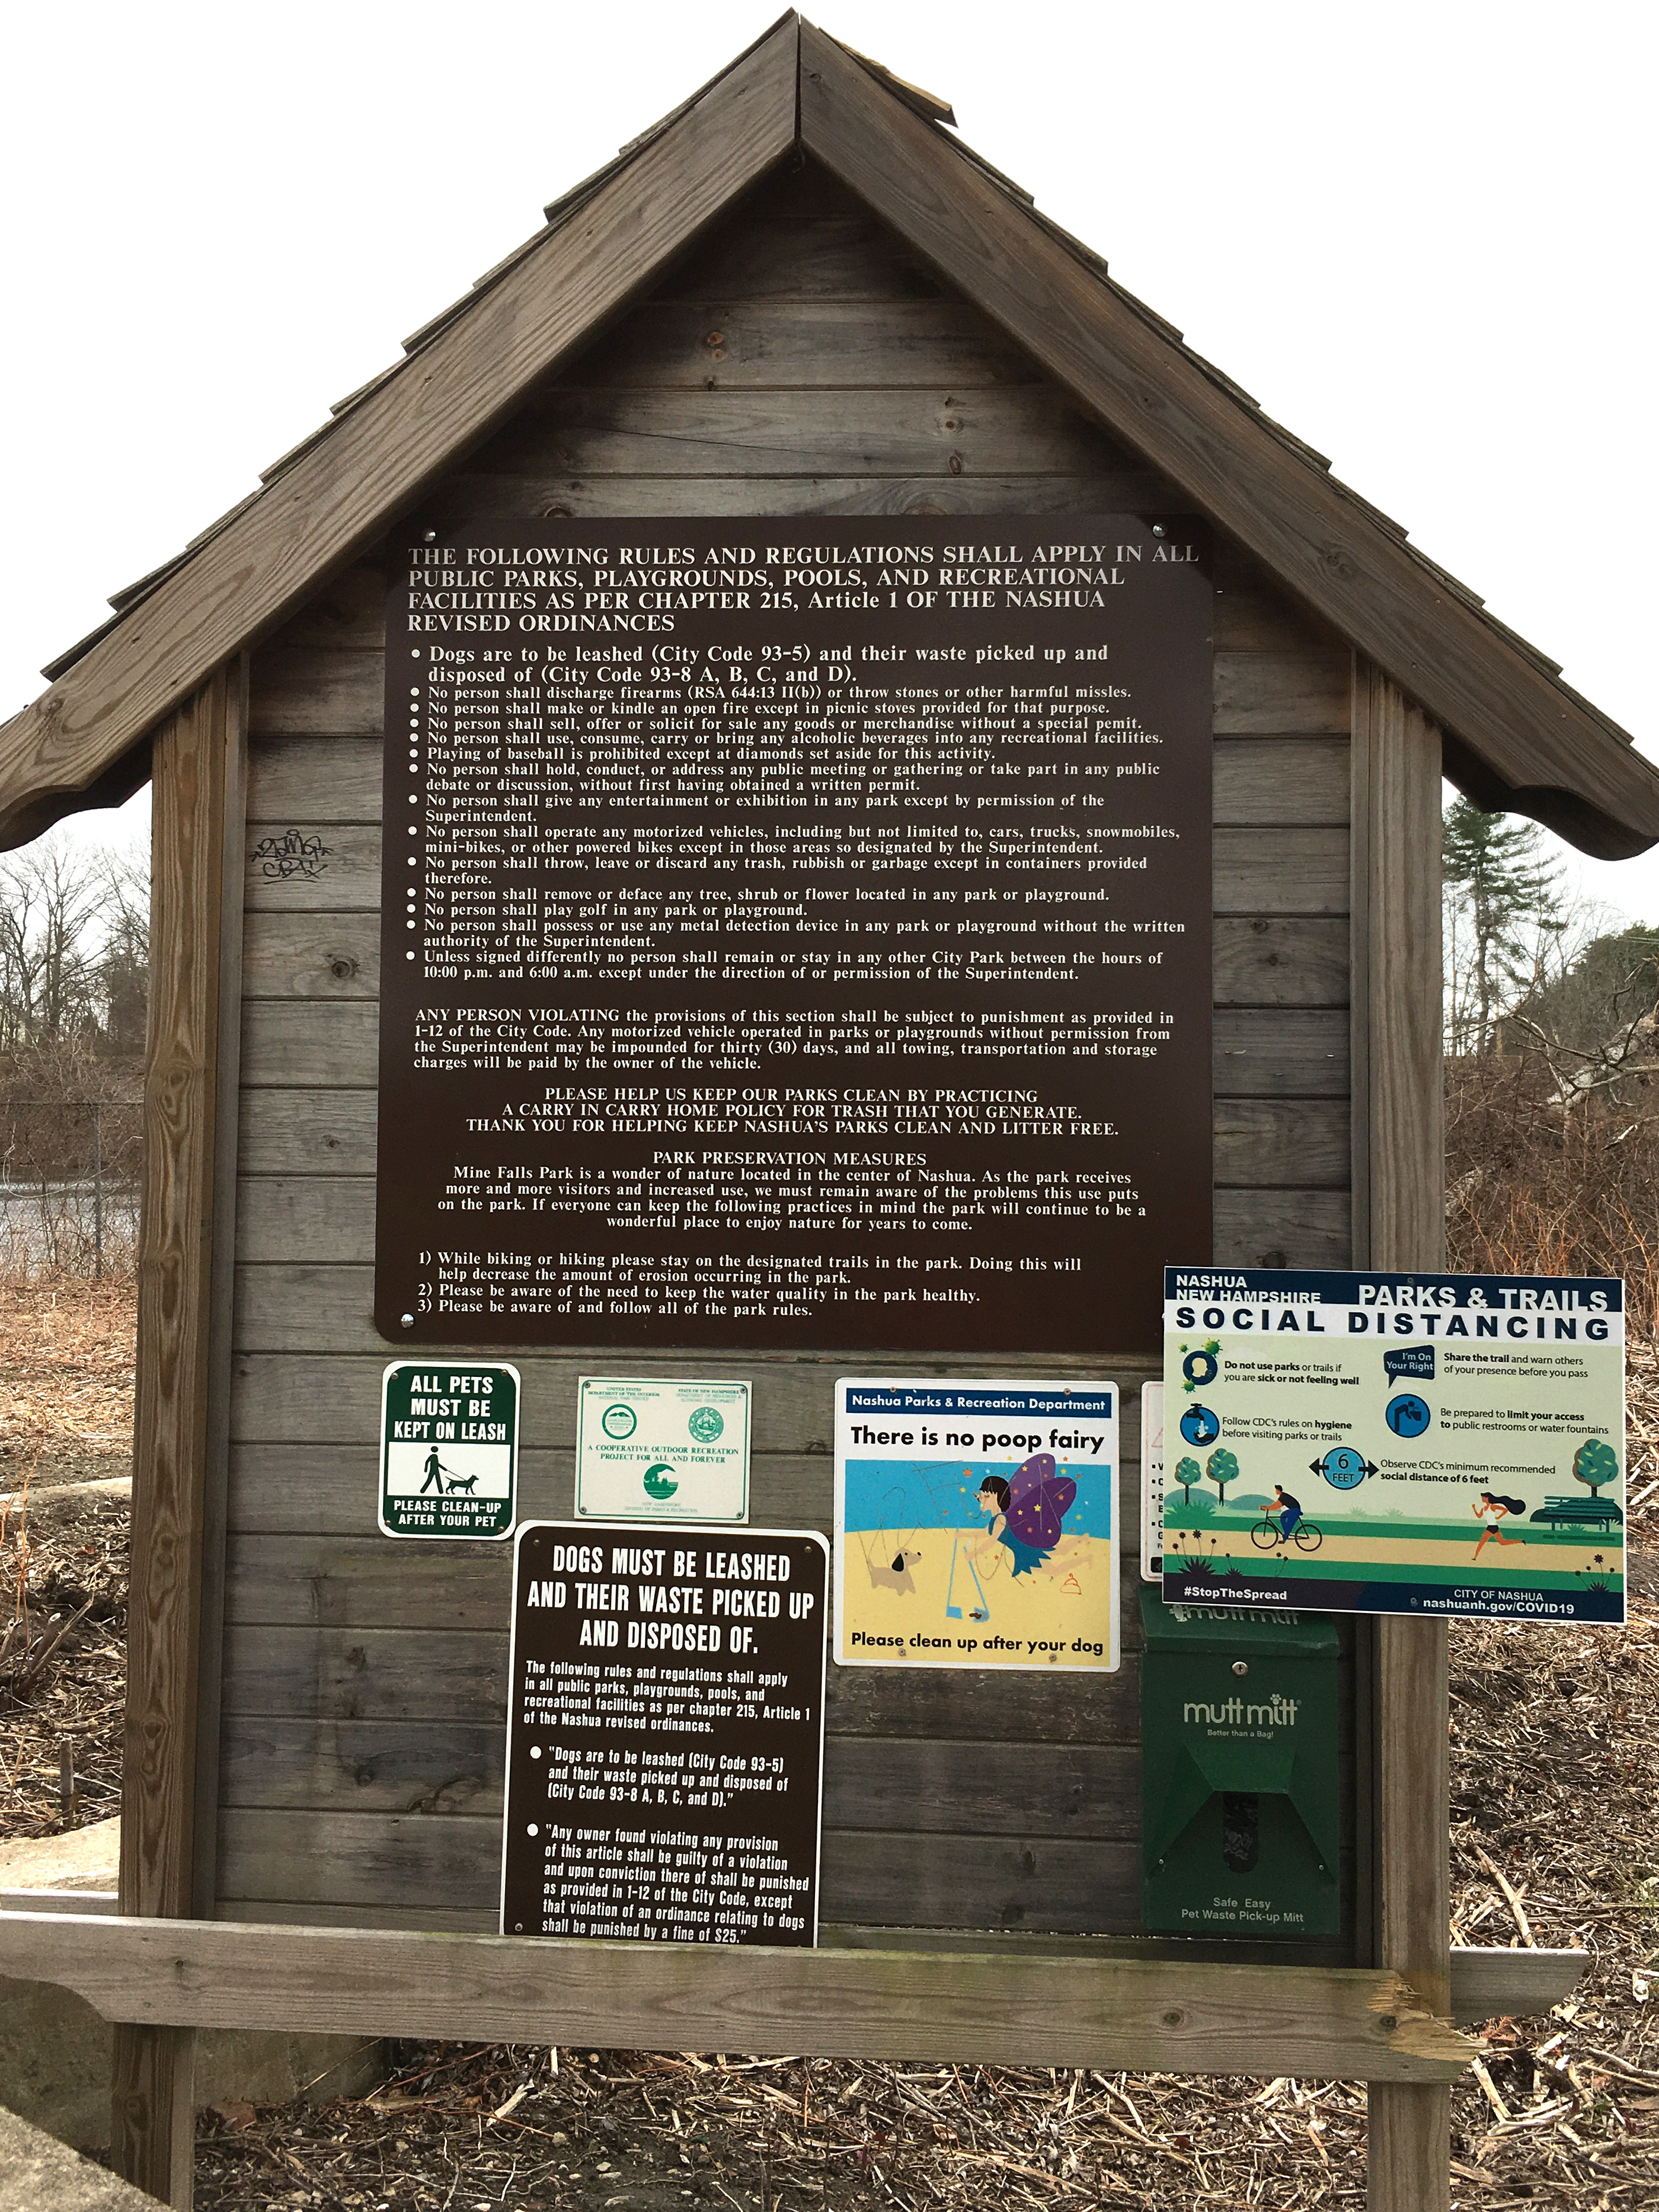 THE FOLLOWING RULES AND REGULATIONS SHALL APPLY IN ALL
PUBLIC PARKS, PLAYGROUNDS, POOLS, AND RECREATIONAL
FACILITIES AS PER CHAPTER 215, Article 1 OF THE NASHUA
REVISED ORDINANCES
• Dogs are to be leashed (City Code 93-5) and their waste picked up and
disposed of (City Code 93-8 A, B, C, and D).
• No person shall discharge firearms (RSA 644:13 II(b)) or throw stones or other harmful missles.
• No person shall make or kindle an open fire except in picnic stoves provided for that purpose.
• No person shall sell, offer or solicit for sale any goods or merchandise without a special pemit.
• No person shall use, consume, carry or bring any alcoholic beverages into any recreational facilities.
• Playing of baseball is prohibited except at diamonds set aside for this activity.
• No person shall hold, conduct, or address any public meeting or gathering or take part in any public
debate or discussion, without first having obtained a written permit.
• No person shall give any entertainment or exhibition in any park except by permission of the
Superintendent.
• No person shall operate any motorized vehicles, including but not limited to, cars, trucks, snowmobiles,
mini-bikes, or other powered bikes except in those areas so designated by the Superintendent.
• No person shall throw, leave or discard any trash, rubbish or garbage except in containers provided
therefore.
• No person shall remove or deface any tree, shrub or flower located in any park or playground.
• No person shall play golf in any park or playground.
• No person shall possess or use any metal detection device in any park or playground without the written
authority of the Superintendent.
• Unless signed differently no person shall remain or stay in any other City Park between the hours of
10:00 p.m. and 6:00 a.m. except under the direction of or permission of the Superintendent.
ANY PERSON VIOLATING the provisions of this section shall be subject to punishment as provided in
1-12 of the City Code. Any motorized vehicle operated in parks or playgrounds without permission from
the Superintendent may be impounded for thirty (30) days, and all towing, transportation and storage
charges will be paid by the owner of the vehicle.
PLEASE HELP US KEEP OUR PARKS CLEAN BY PRACTICING
A CARRY IN CARRY HOME POLICY FOR TRASH THAT YOU GENERATE.
THANK YOU FOR HELPING KEEP NASHUA'S PARKS CLEAN AND LITTER FREE.
PARK PRESERVATION MEASURES
Mine Falls Park is a wonder of nature located in the center of Nashua. As the park receives
more and more visitors and increased use, we must remain aware of the problems this use puts
on the park. If everyone can keep the following practices in mind the park will continue to be a
wonderful place to enjoy nature for years to come.
1) While biking or hiking please stay on the designated trails in the park. Doing this will
help decrease the amount of erosion occurring in the park.
2) Please be aware of the need to keep the water quality in the park healthy.
3) Please be aware of and follow all of the park rules.
ALL PETS
MUST BE
KEPT ON LEASH
PLEASE CLEAN-UP
AFTER YOUR PET
UNITED STATES
DEPARTMENT OF THE INTERIOR
STATE OF NEW HAMPSHIRE
A COOPERATIVE OUTDOOR RECREATION
PROJECT FOR ALL AND FOREVER
DOGS MUST BE LEASHED
AND THEIR WASTE PICKED UP
AND DISPOSED OF.
The following rules and regulations shall apply
in all public parks, playgrounds, pools, and
recreational facilities as per chapter 215, Article 1
of the Nashua revised ordinances.
• "Dogs are to be leashed (City Code 93-5)
and their waste picked up and disposed of
(City Code 93-8 A, B, C, and D)."
• "Any owner found violating any provision
of this article shall be guilty of a violation
and upon conviction there of shall be punished
as provided in 1-12 of the City Code, except
that violation of an ordinance relating to dogs
shall be punished by a fine of $25."
Nashua Parks & Recreation Department
There is no poop fairy
Please clean up after your dog
NASHUA
NEW HAMPSHIRE
PARKS & TRAILS
SOCIAL DISTANCING
Do not use parks or trails if
you are sick or not feeling well
I'm On
Your Right
Share the trail and warn others
of your presence before you pass
Follow CDC's rules on hygiene
before visiting parks or trails
Be prepared to limit your access
to public restrooms or water fountains
6
FEET
Observe CDC's minimum recommended
social distance of 6 feet
#StopTheSpread
CITY OF NASHUA
nashuanh.gov/COVID19
muttmitt
muttmitt®
Better than a Bag!
Safe Easy
Pet Waste Pick-up Mitt